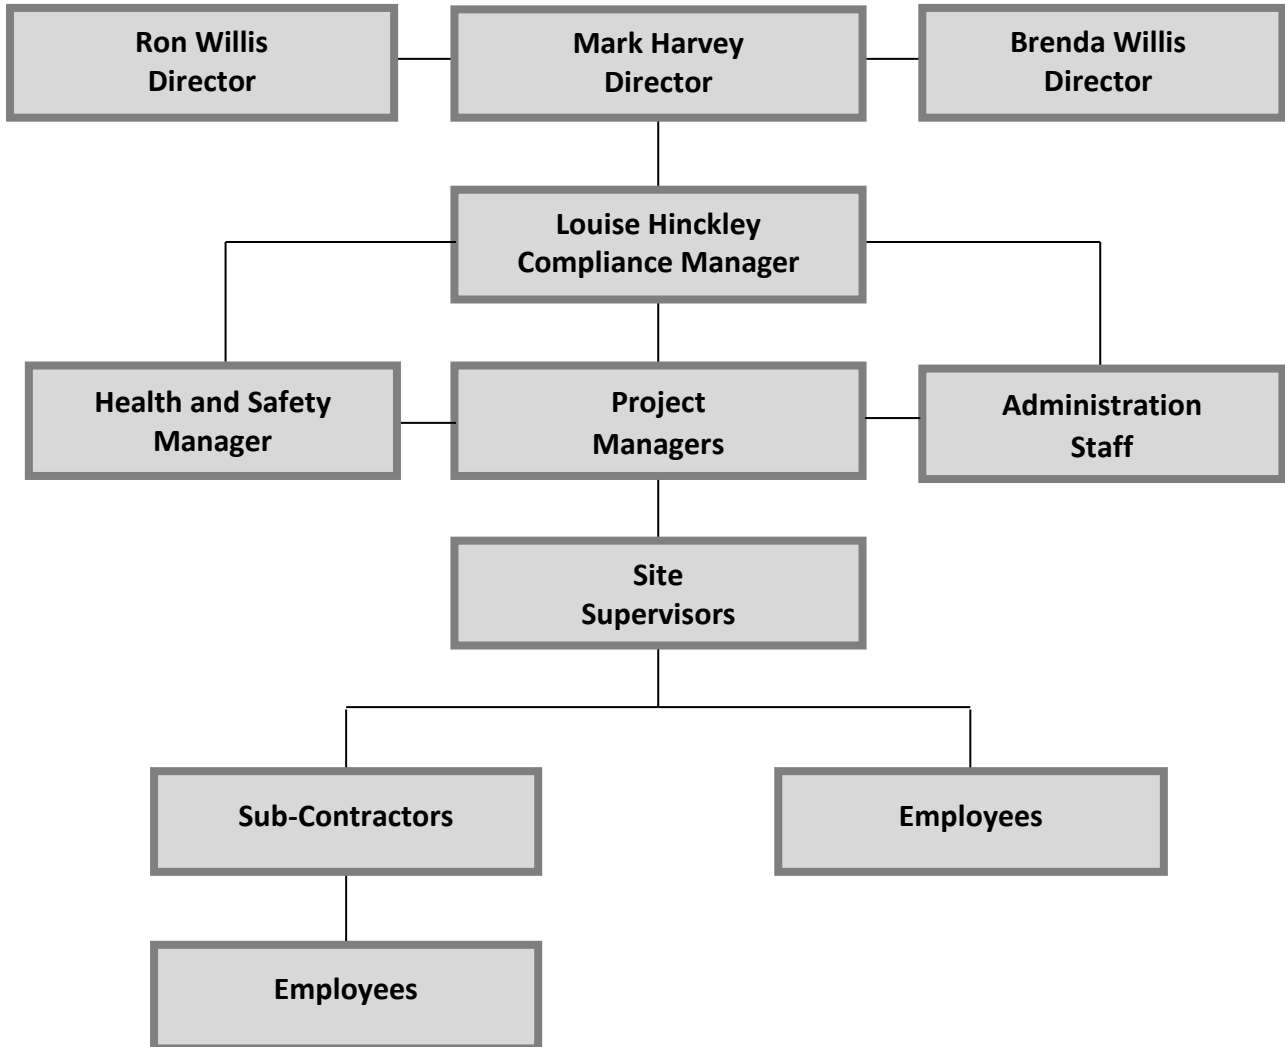 Ron Willis
Director
Mark Harvey
Director
Brenda Willis
Director
Louise Hinckley
Compliance Manager
Health and Safety
Manager
Project
Managers
Administration
Staff
Site
Supervisors
Sub-Contractors
Employees
Employees